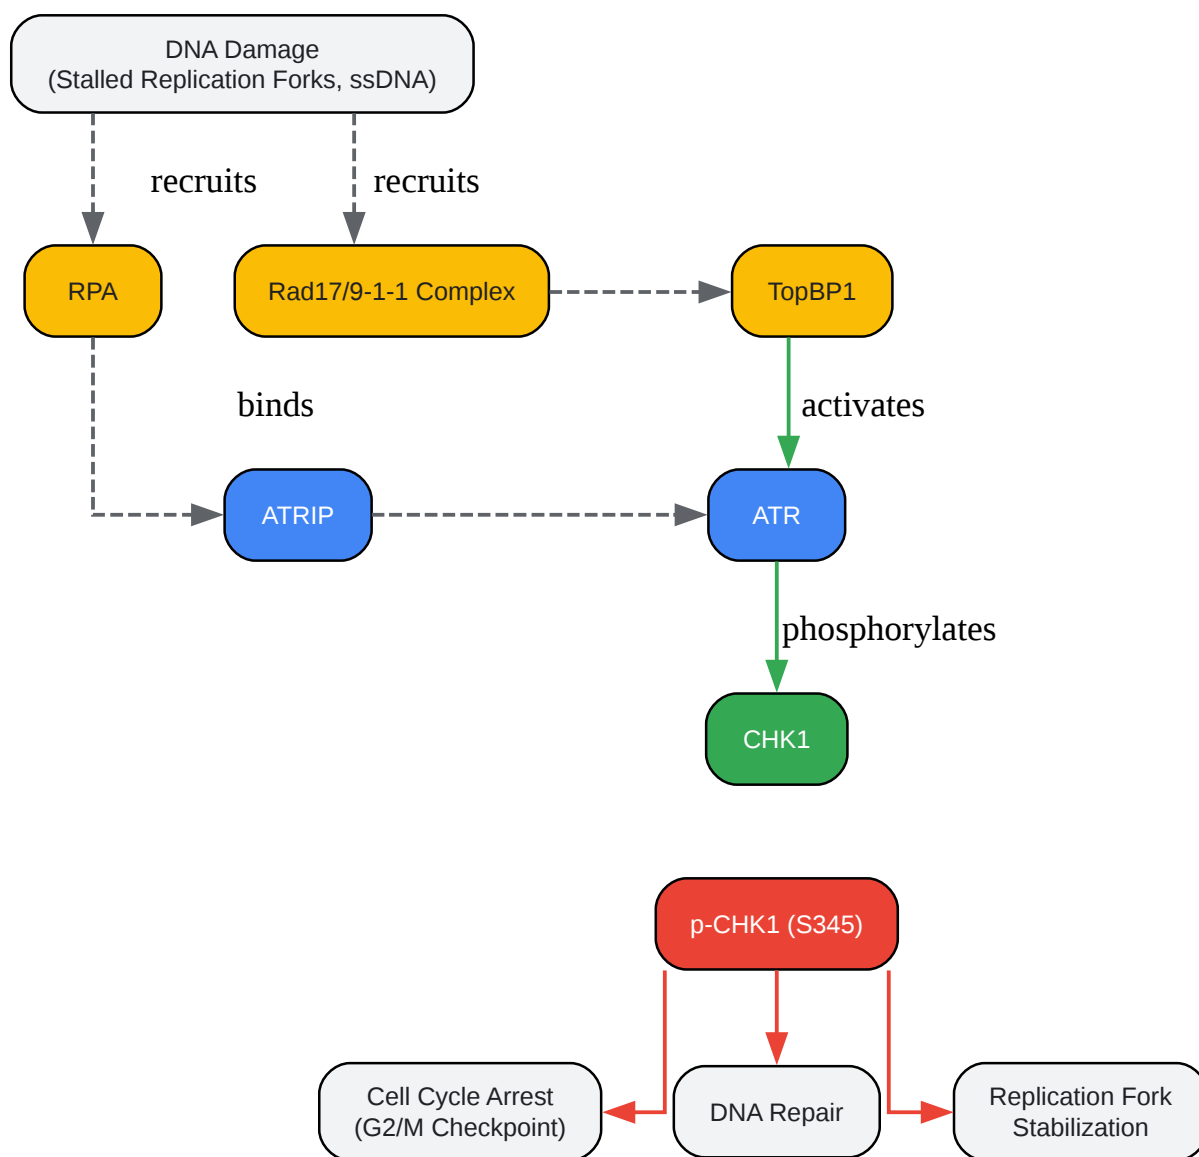 DNA Damage
(Stalled Replication Forks, ssDNA)
recruits
recruits
RPA
Rad17/9-1-1 Complex
TopBP1
binds
activates
ATRIP
ATR
phosphorylates
CHK1
p-CHK1 (S345)
Cell Cycle Arrest
(G2/M Checkpoint)
DNA Repair
Replication Fork
Stabilization